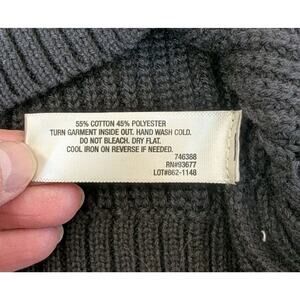 55% COTTON 45% POLYESTER
TURN GARMENT INSIDE OUT. HAND WASH COLD.
DO NOT BLEACH. DRY FLAT.
COOL IRON ON REVERSE IF NEEDED.
746388
RN#93677
LOT#862-1148